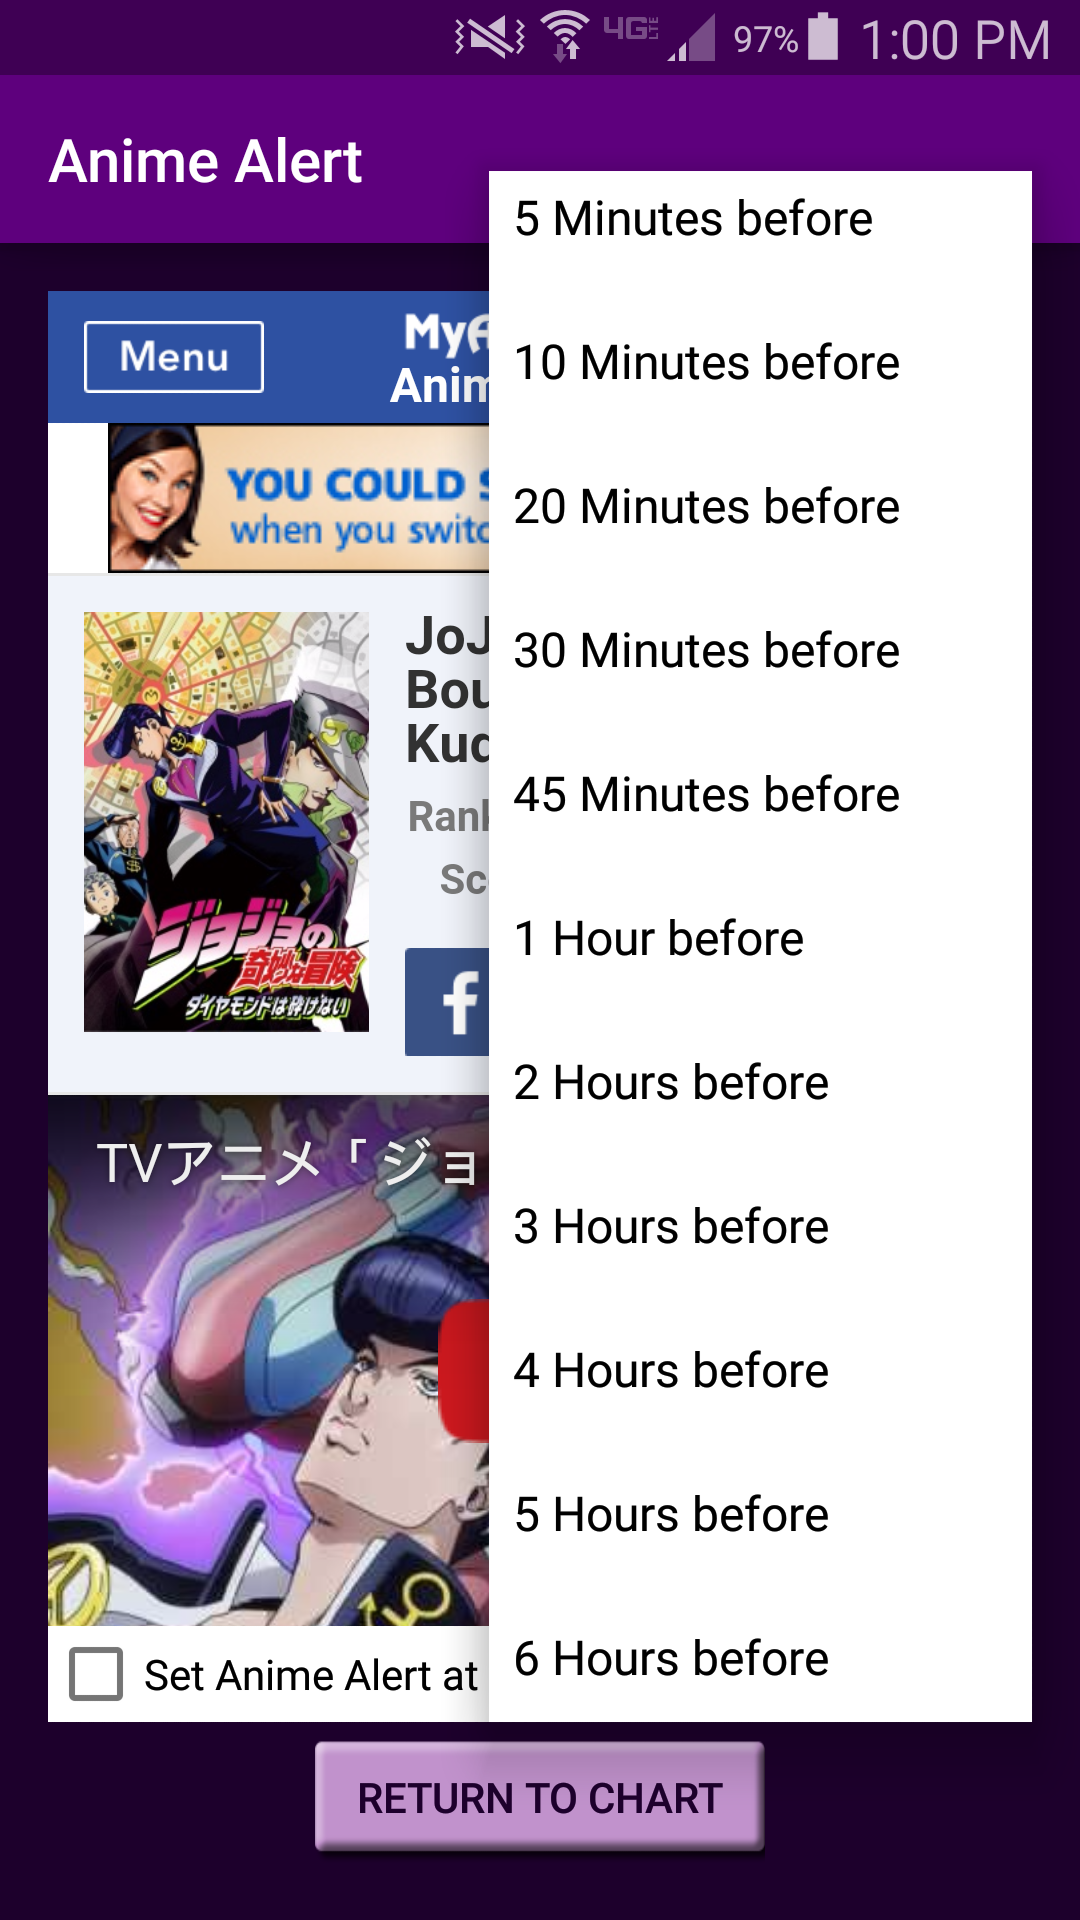 4G LTE 97% 1:00 PM
Anime Alert
5 Minutes before
10 Minutes before
20 Minutes before
30 Minutes before
45 Minutes before
1 Hour before
2 Hours before
3 Hours before
4 Hours before
5 Hours before
6 Hours before
Menu
MyA
Anim
YOU COULD S
when you switc
JoJ
Bou
Kuc
Rank
Sc
f
ジョジョの
奇妙な冒険
ダイヤモンドは砕けない
TVアニメ「ジョ
Set Anime Alert at
RETURN TO CHART